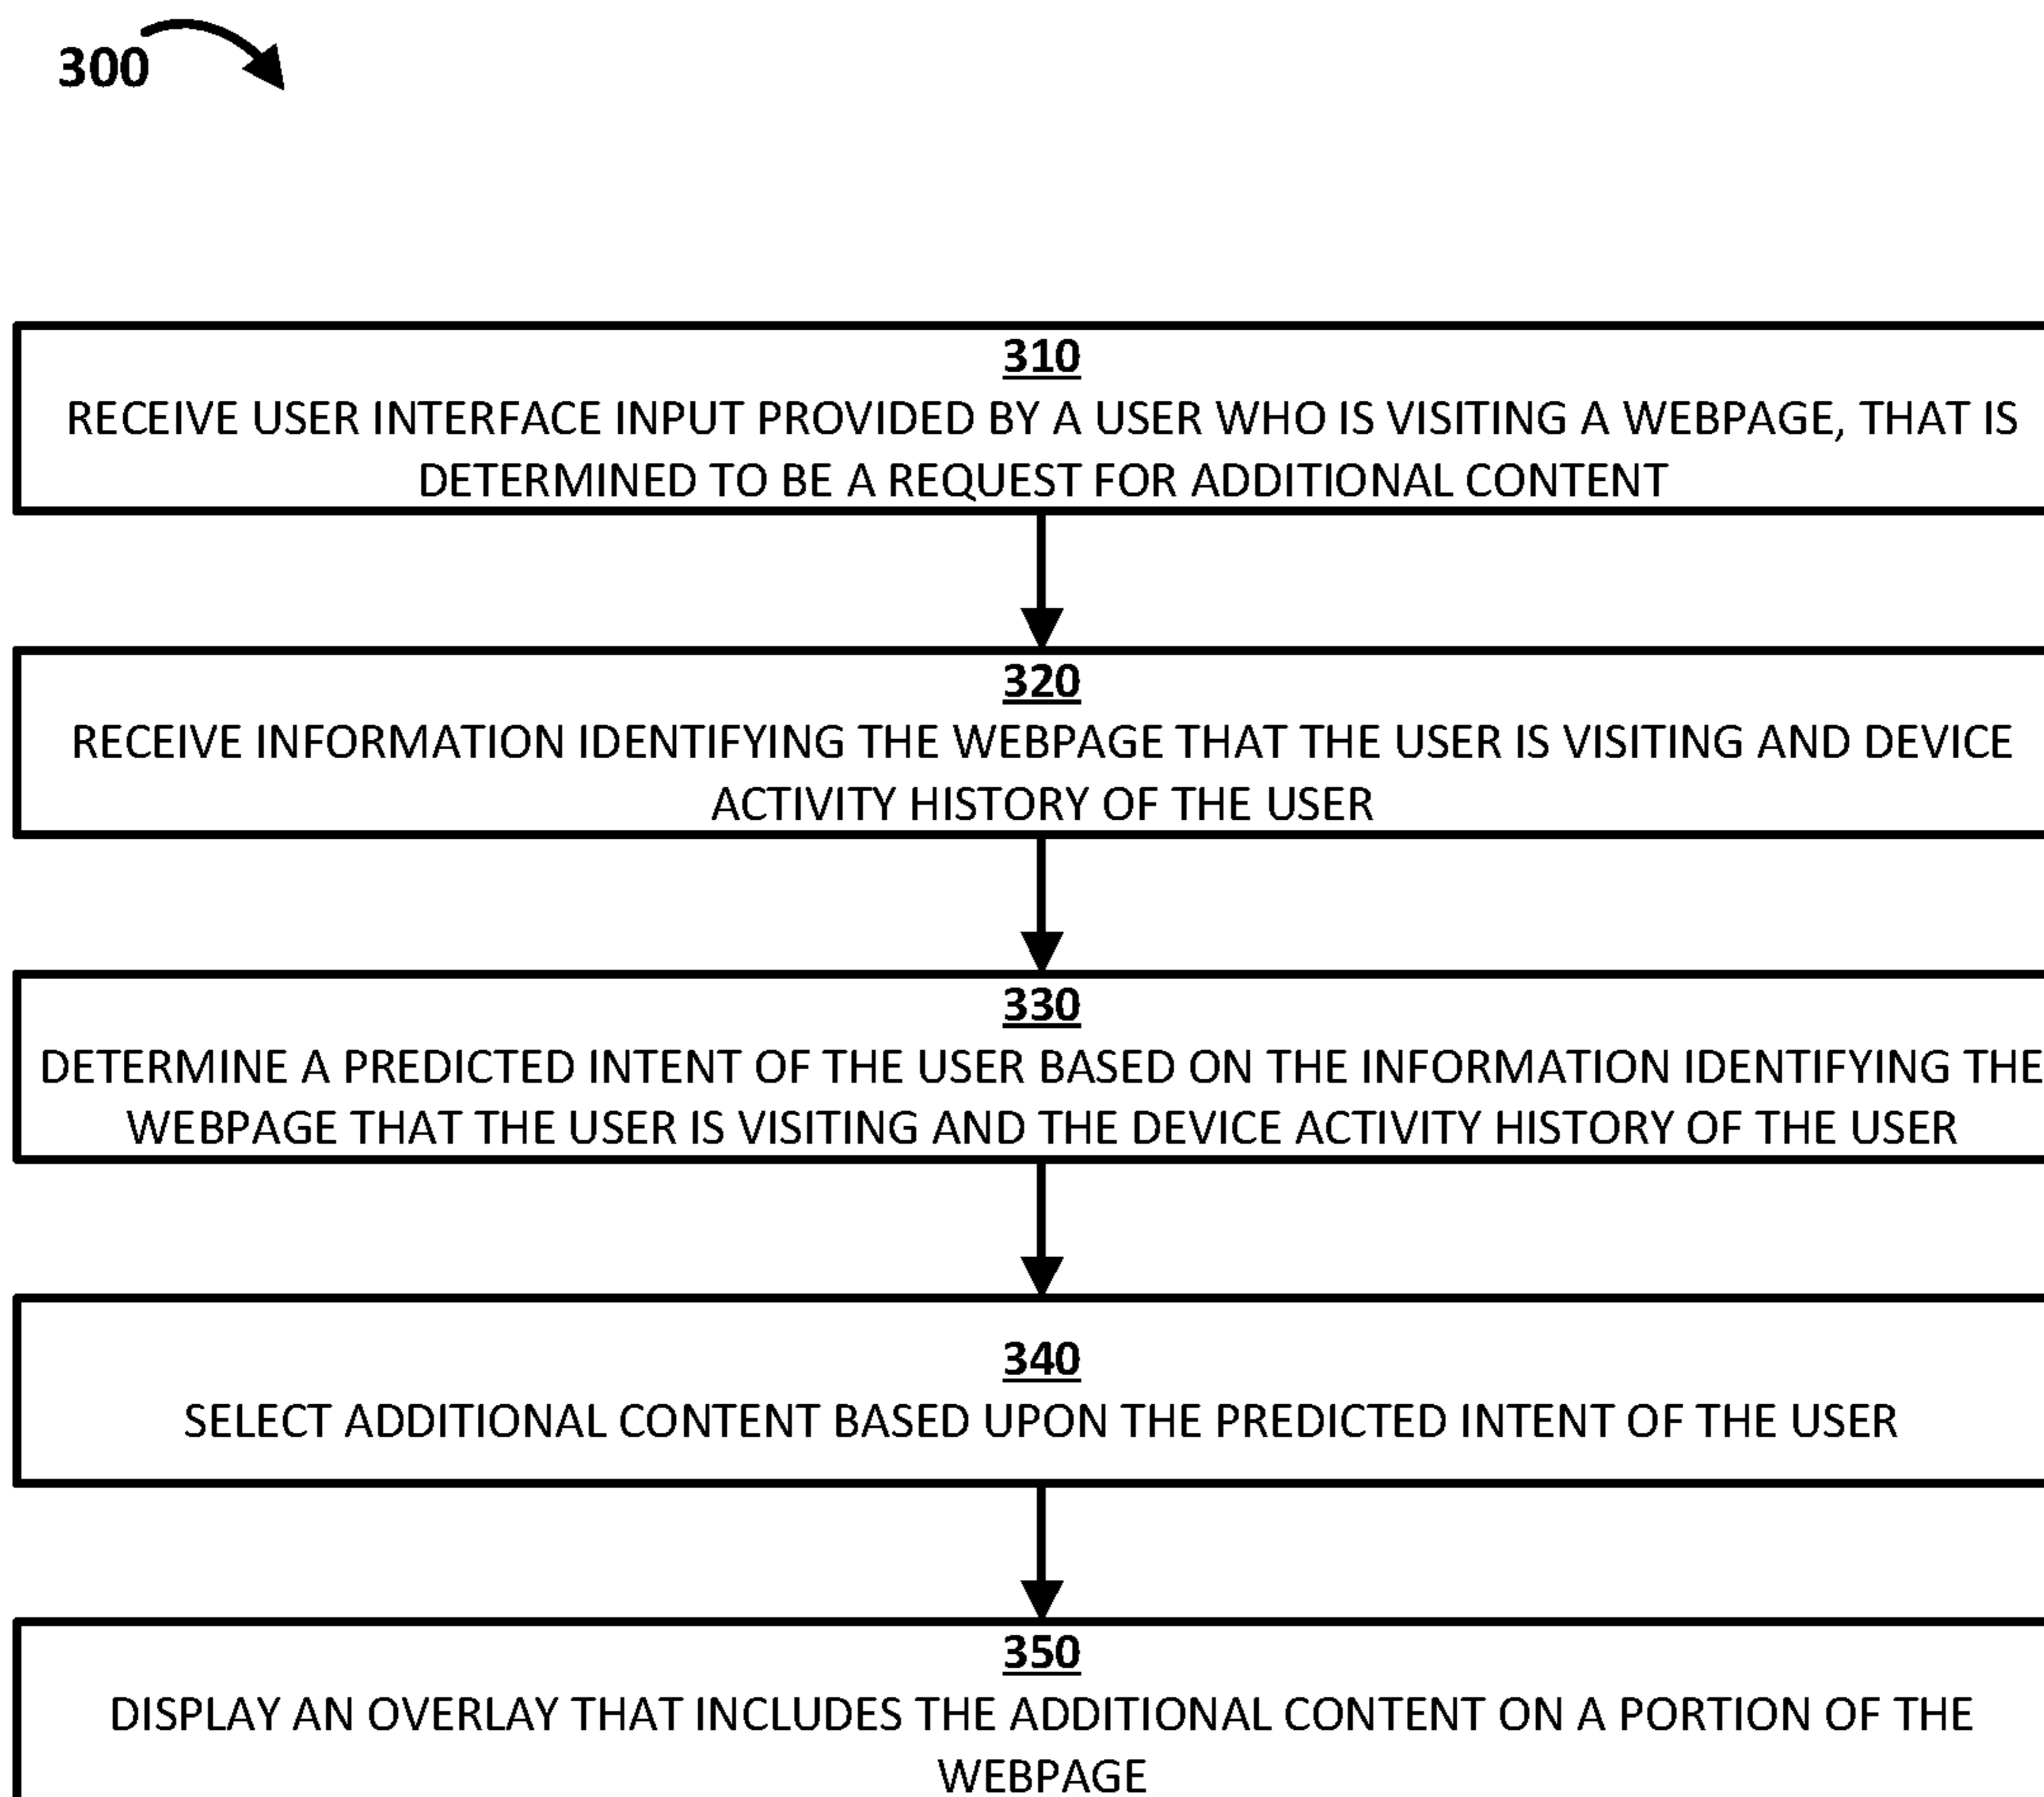 300
310
RECEIVE USER INTERFACE INPUT PROVIDED BY A USER WHO IS VISITING A WEBPAGE, THAT IS
DETERMINED TO BE A REQUEST FOR ADDITIONAL CONTENT
320
RECEIVE INFORMATION IDENTIFYING THE WEBPAGE THAT THE USER IS VISITING AND DEVICE
ACTIVITY HISTORY OF THE USER
330
DETERMINE A PREDICTED INTENT OF THE USER BASED ON THE INFORMATION IDENTIFYING THE
WEBPAGE THAT THE USER IS VISITING AND THE DEVICE ACTIVITY HISTORY OF THE USER
340
SELECT ADDITIONAL CONTENT BASED UPON THE PREDICTED INTENT OF THE USER
350
DISPLAY AN OVERLAY THAT INCLUDES THE ADDITIONAL CONTENT ON A PORTION OF THE
WEBPAGE